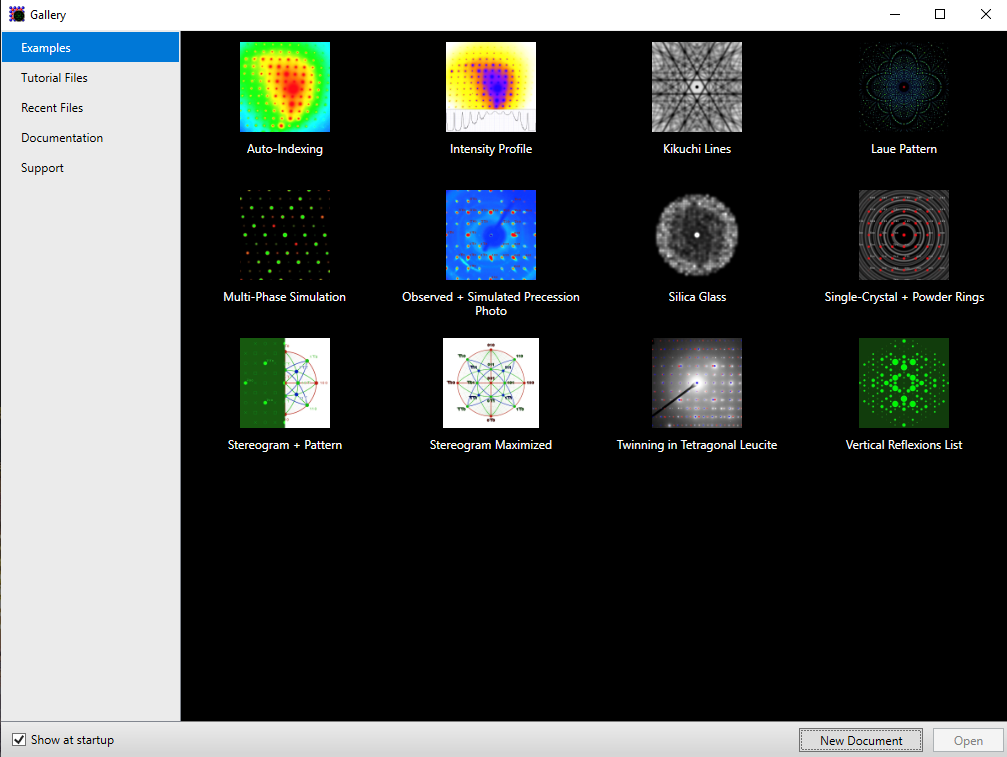 Gallery
Examples
Tutorial Files
Recent Files
Documentation
Support
Auto-Indexing
Intensity Profile
Kikuchi Lines
Laue Pattern
Multi-Phase Simulation
Observed + Simulated Precession
Photo
Silica Glass
Single-Crystal + Powder Rings
Stereogram + Pattern
Stereogram Maximized
Twinning in Tetragonal Leucite
Vertical Reflexions List
Show at startup
New Document
Open